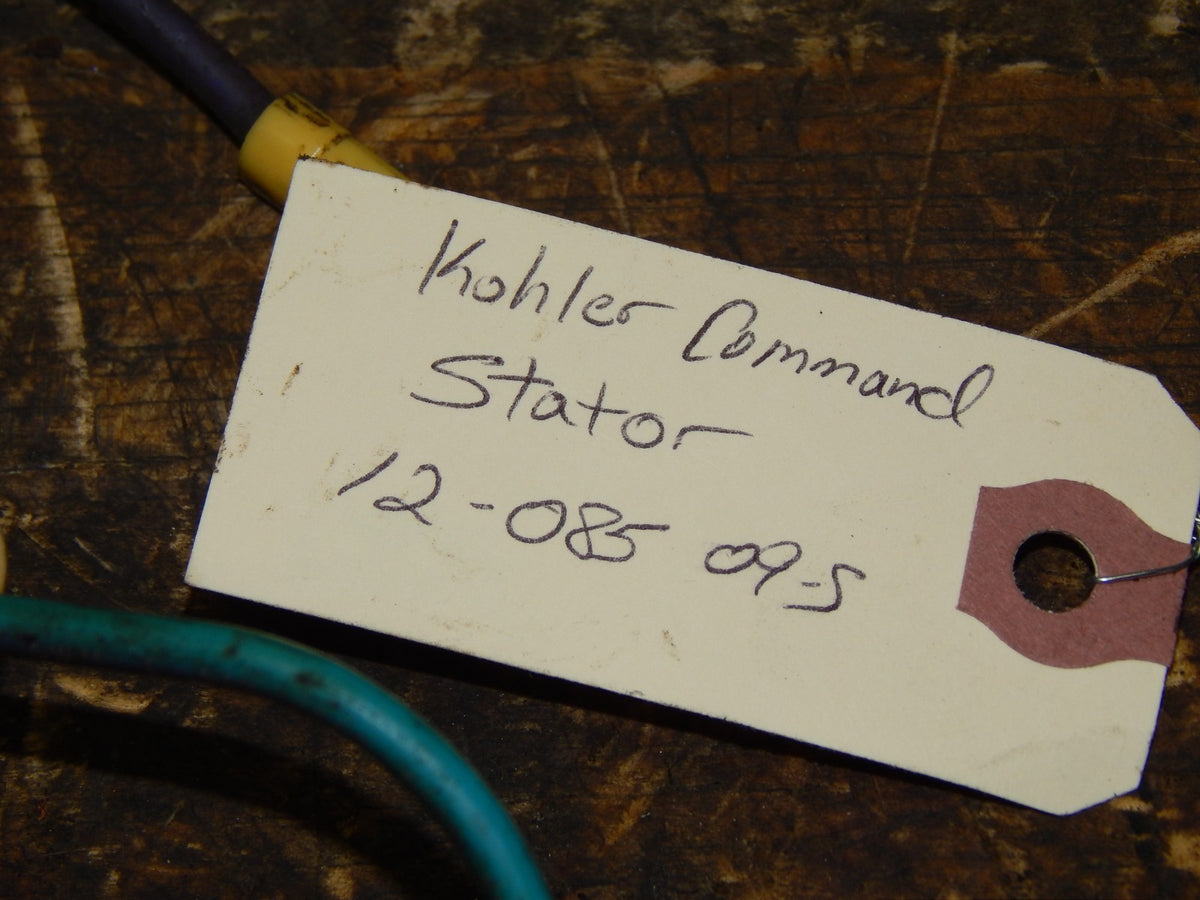 Kohler Command
Stator
12-085 09-S